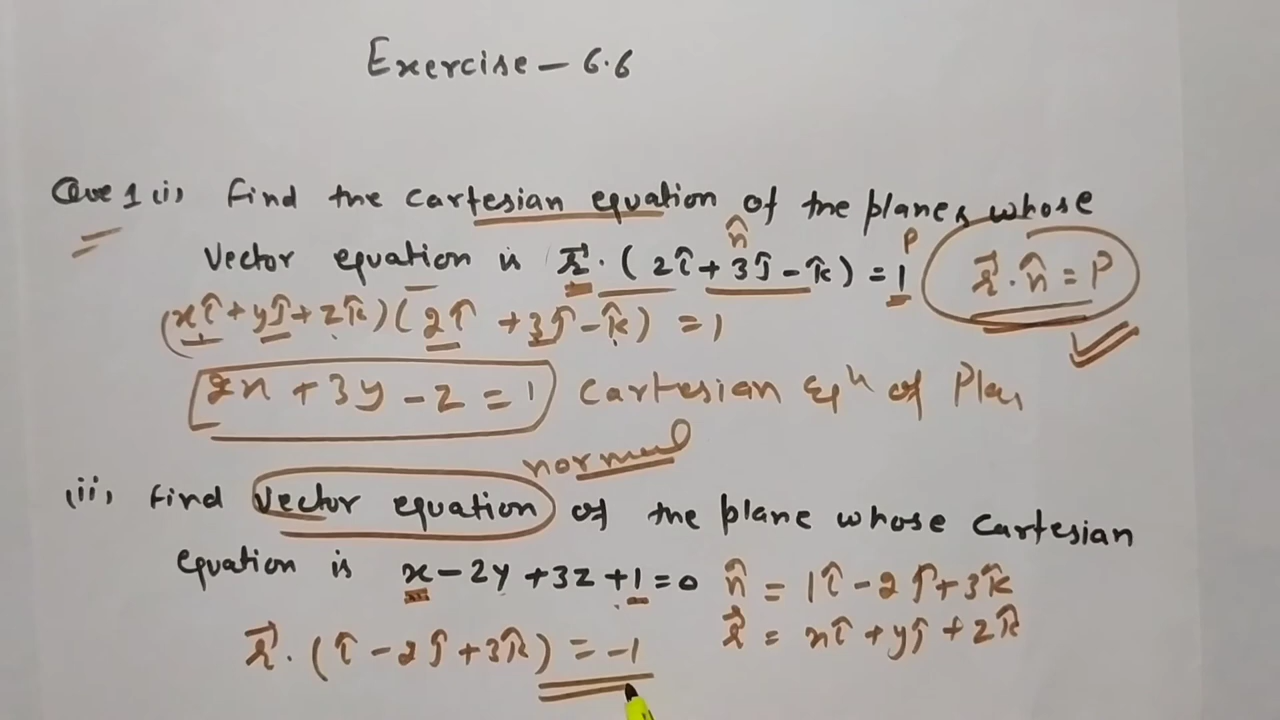 Exercise – 6.6
Que 1 (i) Find the Cartesian equation of the planes whose
n̂ P
Vector equation is r⃗.(2î+3ĵ-k̂)=1 r⃗.n̂=P
(xî+yĵ+zk̂)(2î+3ĵ-k̂)=1
2x+3y-z=1 Cartesian Eqn of Plan
normal
(ii) Find Vector equation of the plane whose Cartesian
equation is x-2y+3z+1=0 n̂=1î-2ĵ+3k̂
r⃗.(î-2ĵ+3k̂)=-1 r⃗=xî+yĵ+zk̂